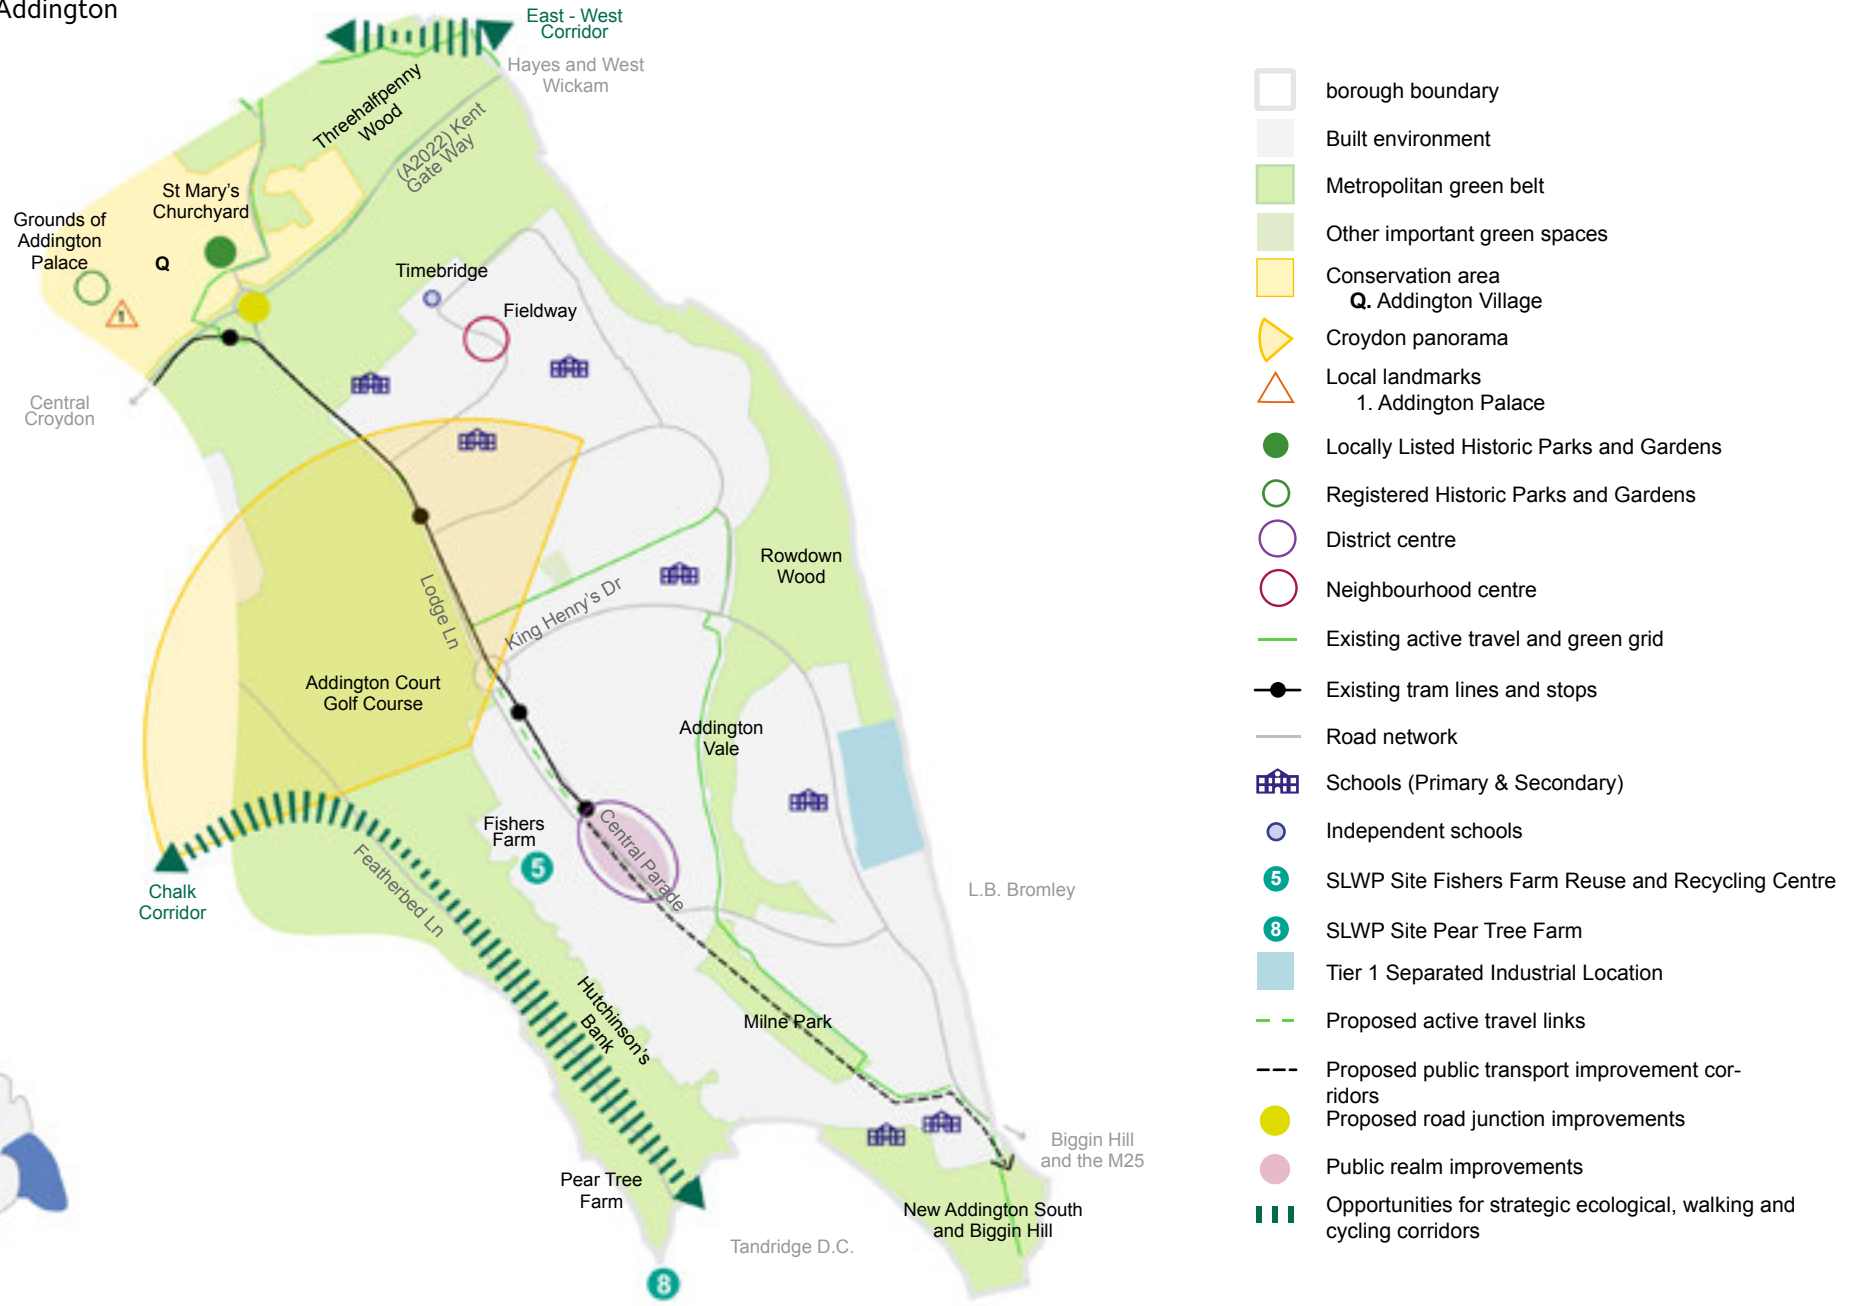 Addington
East - West
Corridor
Hayes and West
Wickam
Threehalfpenny
Wood
(A2022) Kent
Gate Way
St Mary's
Churchyard
Grounds of
Addington
Palace
Q
1
Timebridge
Fieldway
Central
Croydon
Lodge Ln
King Henry's Dr
Rowdown
Wood
Addington Court
Golf Course
Addington
Vale
Fishers
Farm
5
Central Parade
Chalk
Corridor
Featherbed Ln
L.B. Bromley
Hutchinson's
Bank
Milne Park
Biggin Hill
and the M25
Pear Tree
Farm
New Addington South
and Biggin Hill
Tandridge D.C.
8
borough boundary
Built environment
Metropolitan green belt
Other important green spaces
Conservation area
Q. Addington Village
Croydon panorama
Local landmarks
1. Addington Palace
Locally Listed Historic Parks and Gardens
Registered Historic Parks and Gardens
District centre
Neighbourhood centre
Existing active travel and green grid
Existing tram lines and stops
Road network
Schools (Primary & Secondary)
Independent schools
5 SLWP Site Fishers Farm Reuse and Recycling Centre
8 SLWP Site Pear Tree Farm
Tier 1 Separated Industrial Location
Proposed active travel links
Proposed public transport improvement cor-
ridors
Proposed road junction improvements
Public realm improvements
Opportunities for strategic ecological, walking and
cycling corridors